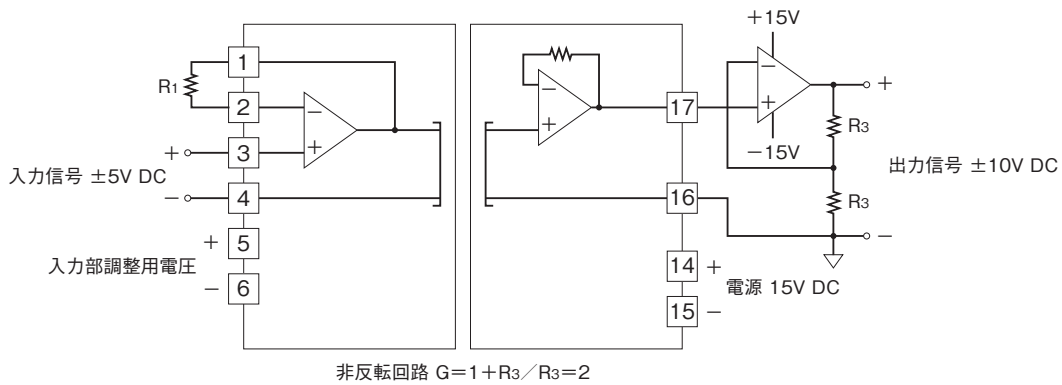 +15V
1
R1
2
−
+
3
入力信号 ±5V DC
+
−
4
+
5
入力部調整用電圧
−
6
−
+
17
−
+
−15V
+
R3
出力信号 ±10V DC
R3
−
16
14
+
電源 15V DC
15
−
非反転回路 G=1+R3/R3=2